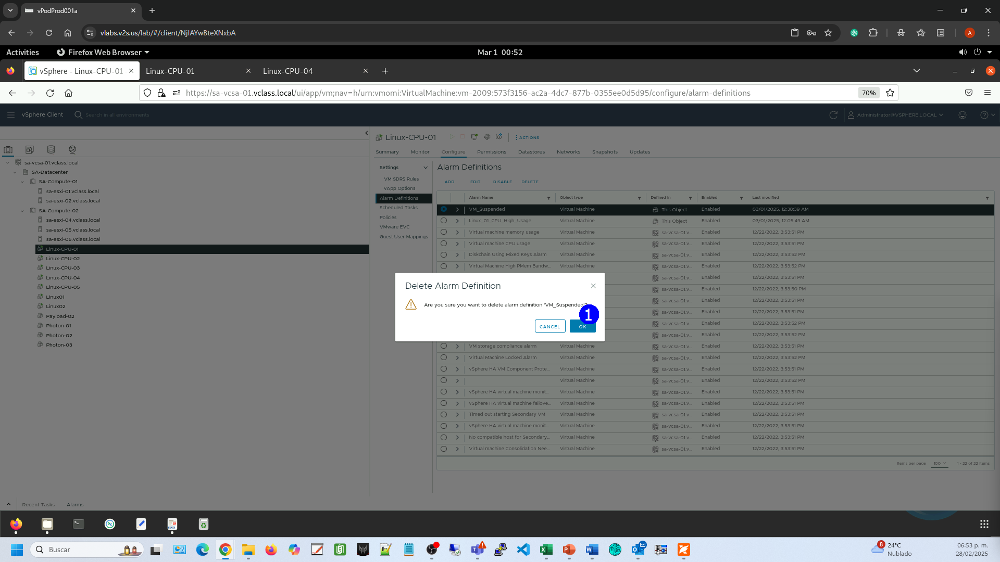 vPodProd001a
vlabs.v2s.us/lab/#/client/NjIAYwBteXNxbA
A
Activities
Firefox Web Browser
Mar 1 00:52
vSphere - Linux-CPU-01 -
Linux-CPU-01
Linux-CPU-04
https://sa-vcsa-01.vclass.local/ui/app/vm;nav=h/urn:vmomi:VirtualMachine:vm-2009:573f3156-ac2a-4dc7-877b-0355ee0d5d95/configure/alarm-definitions
70%
vSphere Client
Search in all environments
Administrator@VSPHERE.LOCAL
Linux-CPU-01
ACTIONS
Summary Monitor Configure Permissions Datastores Networks Snapshots Updates
sa-vcsa-01.vclass.local
SA-Datacenter
SA-Compute-01
sa-esxi-01.vclass.local
sa-esxi-02.vclass.local
SA-Compute-02
sa-esxi-04.vclass.local
sa-esxi-05.vclass.local
sa-esxi-06.vclass.local
Linux-CPU-01
Linux-CPU-02
Linux-CPU-03
Linux-CPU-04
Linux-CPU-05
Linux01
Linux02
Payload-02
Photon-01
Photon-02
Photon-03
Settings
VM SDRS Rules
vApp Options
Alarm Definitions
Scheduled Tasks
Policies
VMware EVC
Guest User Mappings
Alarm Definitions
ADD EDIT DISABLE DELETE
Alarm Name Object type Defined In Enabled Last modified
VM_Suspended Virtual Machine This Object Enabled 03/01/2025, 12:38:39 AM
Linux_01_CPU_High_Usage Virtual Machine This Object Enabled 03/01/2025, 12:05:49 AM
Virtual machine memory usage Virtual Machine sa-vcsa-01.v... Enabled 12/22/2022, 3:53:51 PM
Virtual machine CPU usage Virtual Machine sa-vcsa-01.v... Enabled 12/22/2022, 3:53:51 PM
Diskchain Using Mixed Keys Alarm Virtual Machine sa-vcsa-01.v... Enabled 12/22/2022, 3:53:52 PM
Virtual Machine High PMem Bandw... Virtual Machine sa-vcsa-01.v... Enabled 12/22/2022, 3:53:52 PM
sa-vcsa-01.v... Enabled 12/22/2022, 3:53:51 PM
sa-vcsa-01.v... Enabled 12/22/2022, 3:53:50 PM
sa-vcsa-01.v... Enabled 12/22/2022, 3:53:51 PM
sa-vcsa-01.v... Enabled 12/22/2022, 3:53:51 PM
sa-vcsa-01.v... Enabled 12/22/2022, 3:53:52 PM
sa-vcsa-01.v... Enabled 12/22/2022, 3:53:52 PM
VM storage compliance alarm Virtual Machine sa-vcsa-01.v... Enabled 12/22/2022, 3:53:52 PM
Virtual Machine Locked Alarm Virtual Machine sa-vcsa-01.v... Enabled 12/22/2022, 3:53:52 PM
vSphere HA VM Component Prote... Virtual Machine sa-vcsa-01.v... Enabled 12/22/2022, 3:53:51 PM
Virtual Machine sa-vcsa-01.v... Enabled 12/22/2022, 3:53:52 PM
vSphere HA virtual machine monit... Virtual Machine sa-vcsa-01.v... Enabled 12/22/2022, 3:53:51 PM
vSphere HA virtual machine failove... Virtual Machine sa-vcsa-01.v... Enabled 12/22/2022, 3:53:51 PM
Timed out starting Secondary VM Virtual Machine sa-vcsa-01.v... Enabled 12/22/2022, 3:53:51 PM
vSphere HA virtual machine monit... Virtual Machine sa-vcsa-01.v... Enabled 12/22/2022, 3:53:51 PM
No compatible host for Secondary... Virtual Machine sa-vcsa-01.v... Enabled 12/22/2022, 3:53:51 PM
Virtual machine Consolidation Nee... Virtual Machine sa-vcsa-01.v... Enabled 12/22/2022, 3:53:51 PM
Items per page 100 1 - 22 of 22 items
Delete Alarm Definition
Are you sure you want to delete alarm definition 'VM_Suspended'?
1
CANCEL OK
Recent Tasks Alarms
Buscar
8
24°C
Nublado
06:53 p. m.
28/02/2025